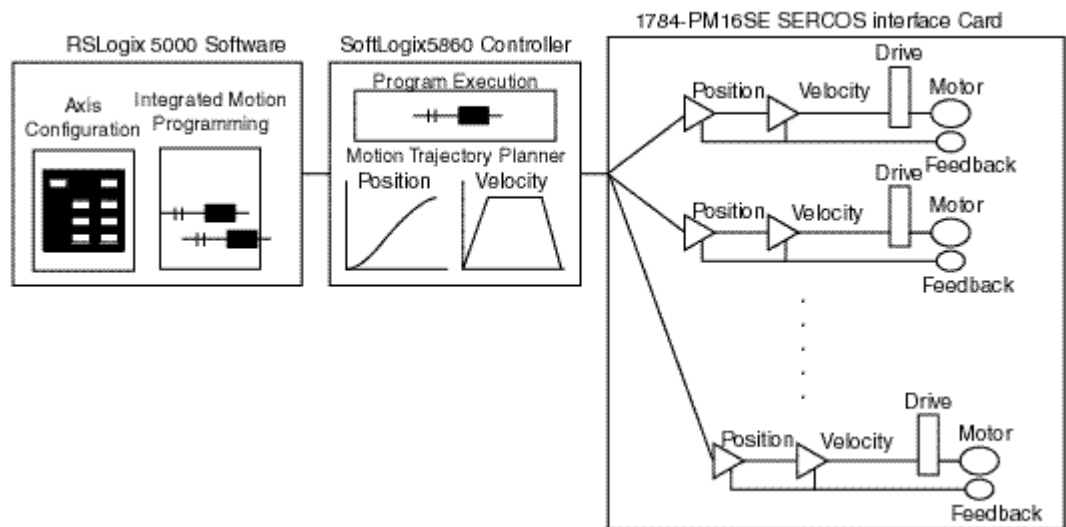 RSLogix 5000 Software
Axis
Configuration
Integrated Motion
Programming
SoftLogix5860 Controller
Program Execution
Motion Trajectory Planner
Position
Velocity
1784-PM16SE SERCOS interface Card
Drive
Position
Velocity
Motor
Feedback
Drive
Position
Velocity
Motor
Feedback
Drive
Position
Velocity
Motor
Feedback